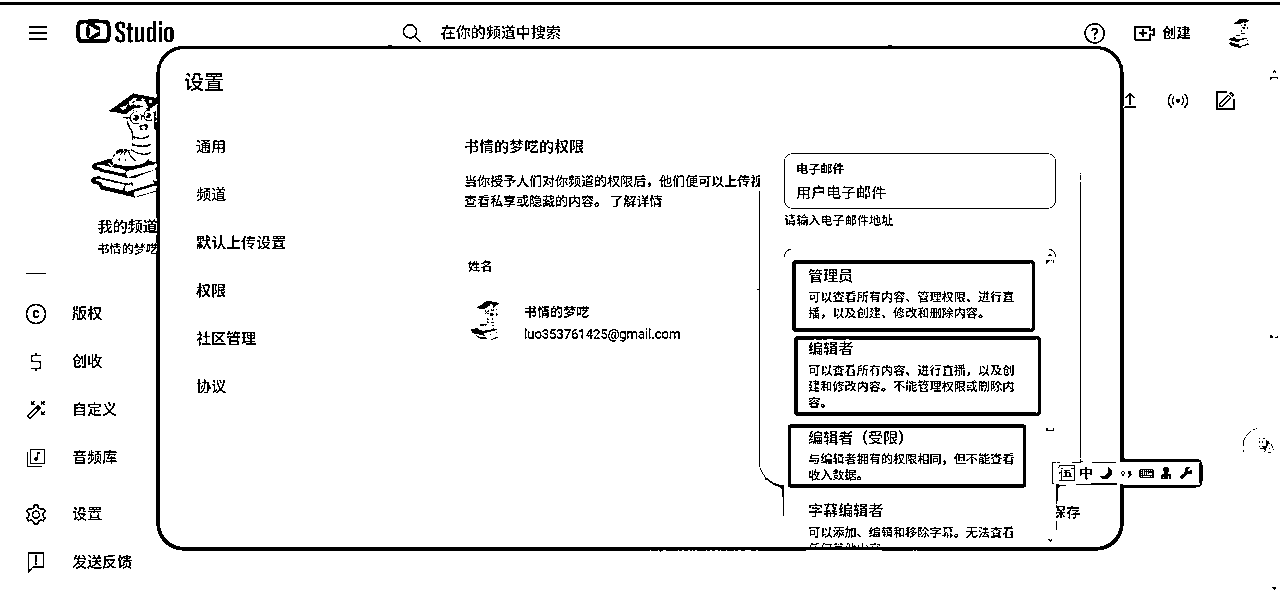 Studio
在你的频道中搜索
创建
设置
我的频道
书情的梦呓
版权
创收
自定义
音频库
设置
发送反馈
通用
频道
默认上传设置
权限
社区管理
协议
书情的梦呓的权限
当你授予人们对你频道的权限后，他们便可以上传视
查看私享或隐藏的内容。 了解详情
姓名
书情的梦呓
luo353761425@gmail.com
电子邮件
用户电子邮件
请输入电子邮件地址
管理员
可以查看所有内容、管理权限、进行直
播，以及创建、修改和删除内容。
编辑者
可以查看所有内容、进行直播，以及创
建和修改内容。不能管理权限或删除内
容。
编辑者（受限）
与编辑者拥有的权限相同，但不能查看
收入数据。
字幕编辑者
可以添加、编辑和移除字幕。无法查看
保存
伍 中